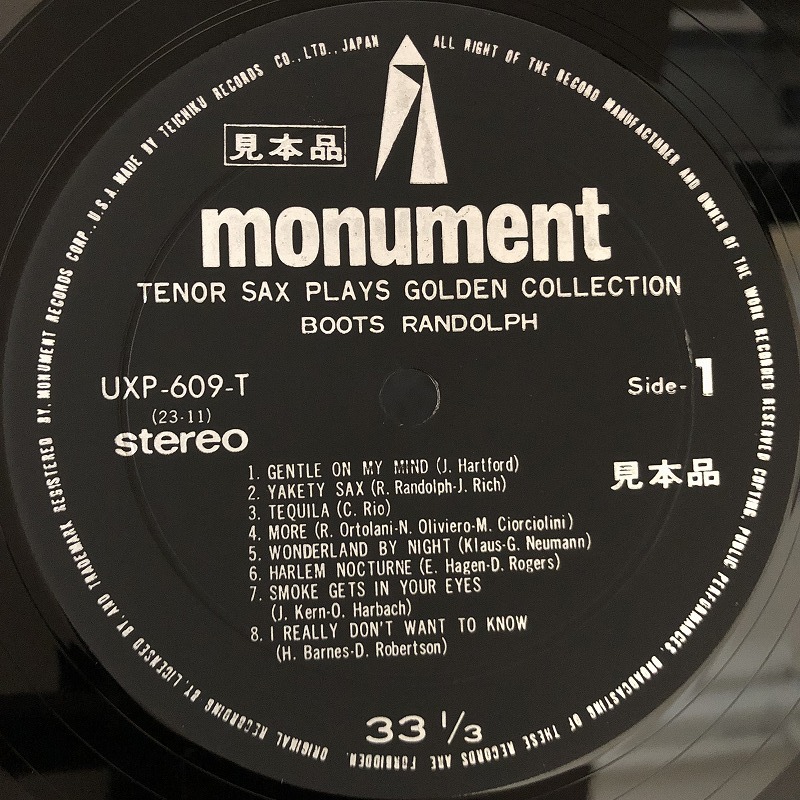 ORIGINAL RECORDING BY, LICENSED BY, AND TRADEMARK REGISTERED BY, MONUMENT RECORDS CORP., U.S.A. MADE BY TEICHIKU RECORDS CO., LTD., JAPAN
ALL RIGHT OF THE RECORD MANUFACTURER AND OWNER OF THE WORK RECORDED RESERVED COPYING, PUBLIC PERFORMANCES, BROADCASTING OF THESE RECORDS ARE FORBIDDEN.
見本品
monument
TENOR SAX PLAYS GOLDEN COLLECTION
BOOTS RANDOLPH
UXP-609-T
(23-11)
stereo
Side-1
見本品
1. GENTLE ON MY MIND (J. Hartford)
2. YAKETY SAX (R. Randolph-J. Rich)
3. TEQUILA (C. Rio)
4. MORE (R. Ortolani-N. Oliviero-M. Ciorciolini)
5. WONDERLAND BY NIGHT (Klaus-G. Neumann)
6. HARLEM NOCTURNE (E. Hagen-D. Rogers)
7. SMOKE GETS IN YOUR EYES
(J. Kern-O. Harbach)
8. I REALLY DON'T WANT TO KNOW
(H. Barnes-D. Robertson)
33 1/3